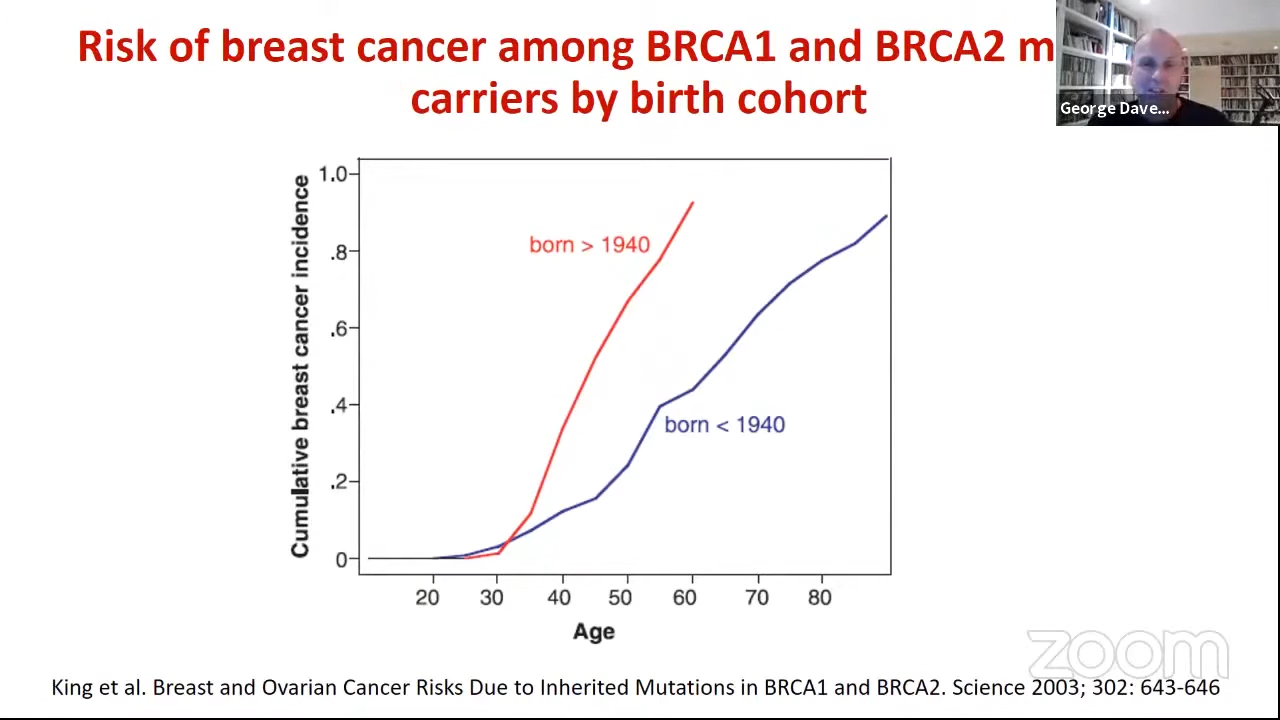 Risk of breast cancer among BRCA1 and BRCA2 m
carriers by birth cohort
George Dave...
Cumulative breast cancer incidence
1.0
.8
.6
.4
.2
0
born > 1940
born < 1940
20 30 40 50 60 70 80
Age
zoom
King et al. Breast and Ovarian Cancer Risks Due to Inherited Mutations in BRCA1 and BRCA2. Science 2003; 302: 643-646